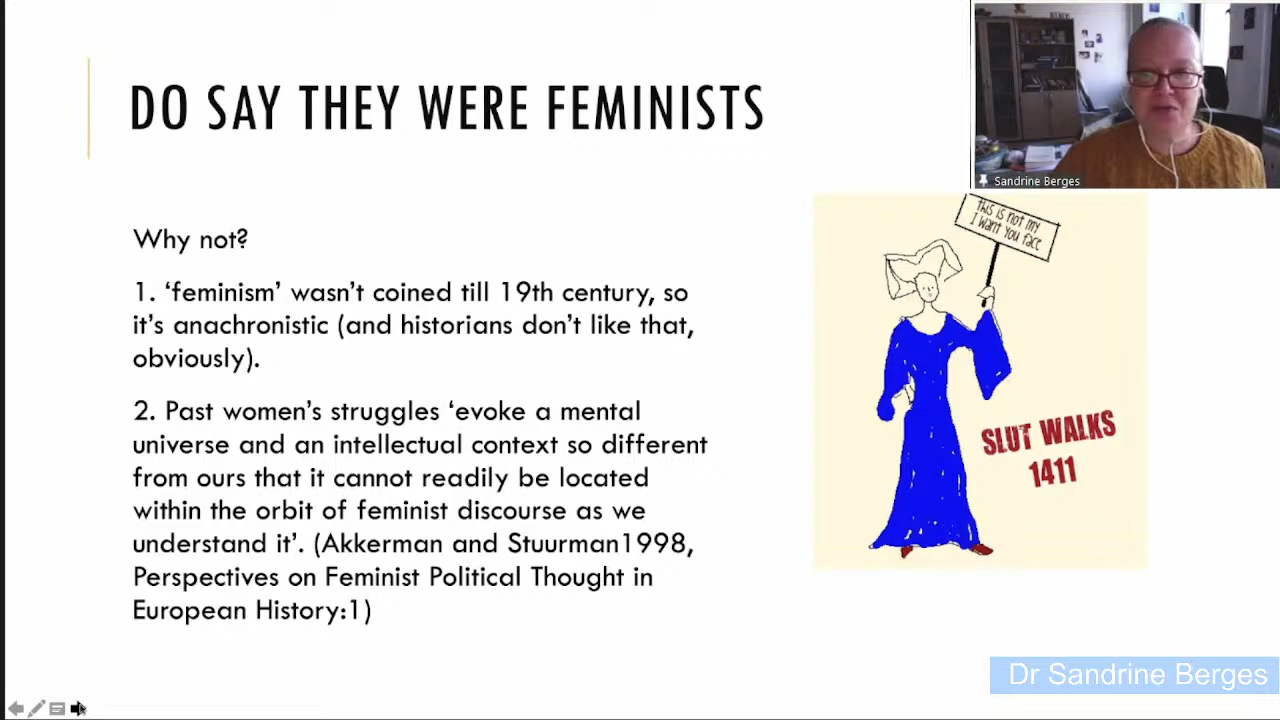 DO SAY THEY WERE FEMINISTS
Sandrine Berges
Why not?
1. ‘feminism’ wasn’t coined till 19th century, so
it’s anachronistic (and historians don’t like that,
obviously).
2. Past women’s struggles ‘evoke a mental
universe and an intellectual context so different
from ours that it cannot readily be located
within the orbit of feminist discourse as we
understand it’. (Akkerman and Stuurman1998,
Perspectives on Feminist Political Thought in
European History:1)
this is not my
I want you face
SLUT WALKS
1411
Dr Sandrine Berges